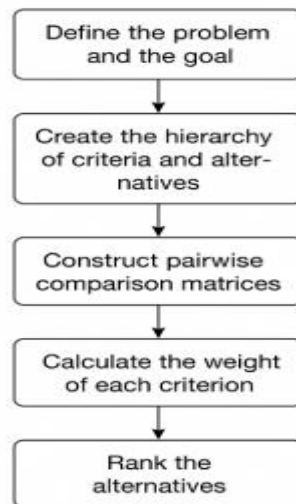 Define the problem
and the goal
Create the hierarchy
of criteria and alter-
natives
Construct pairwise
comparison matrices
Calculate the weight
of each criterion
Rank the
alternatives